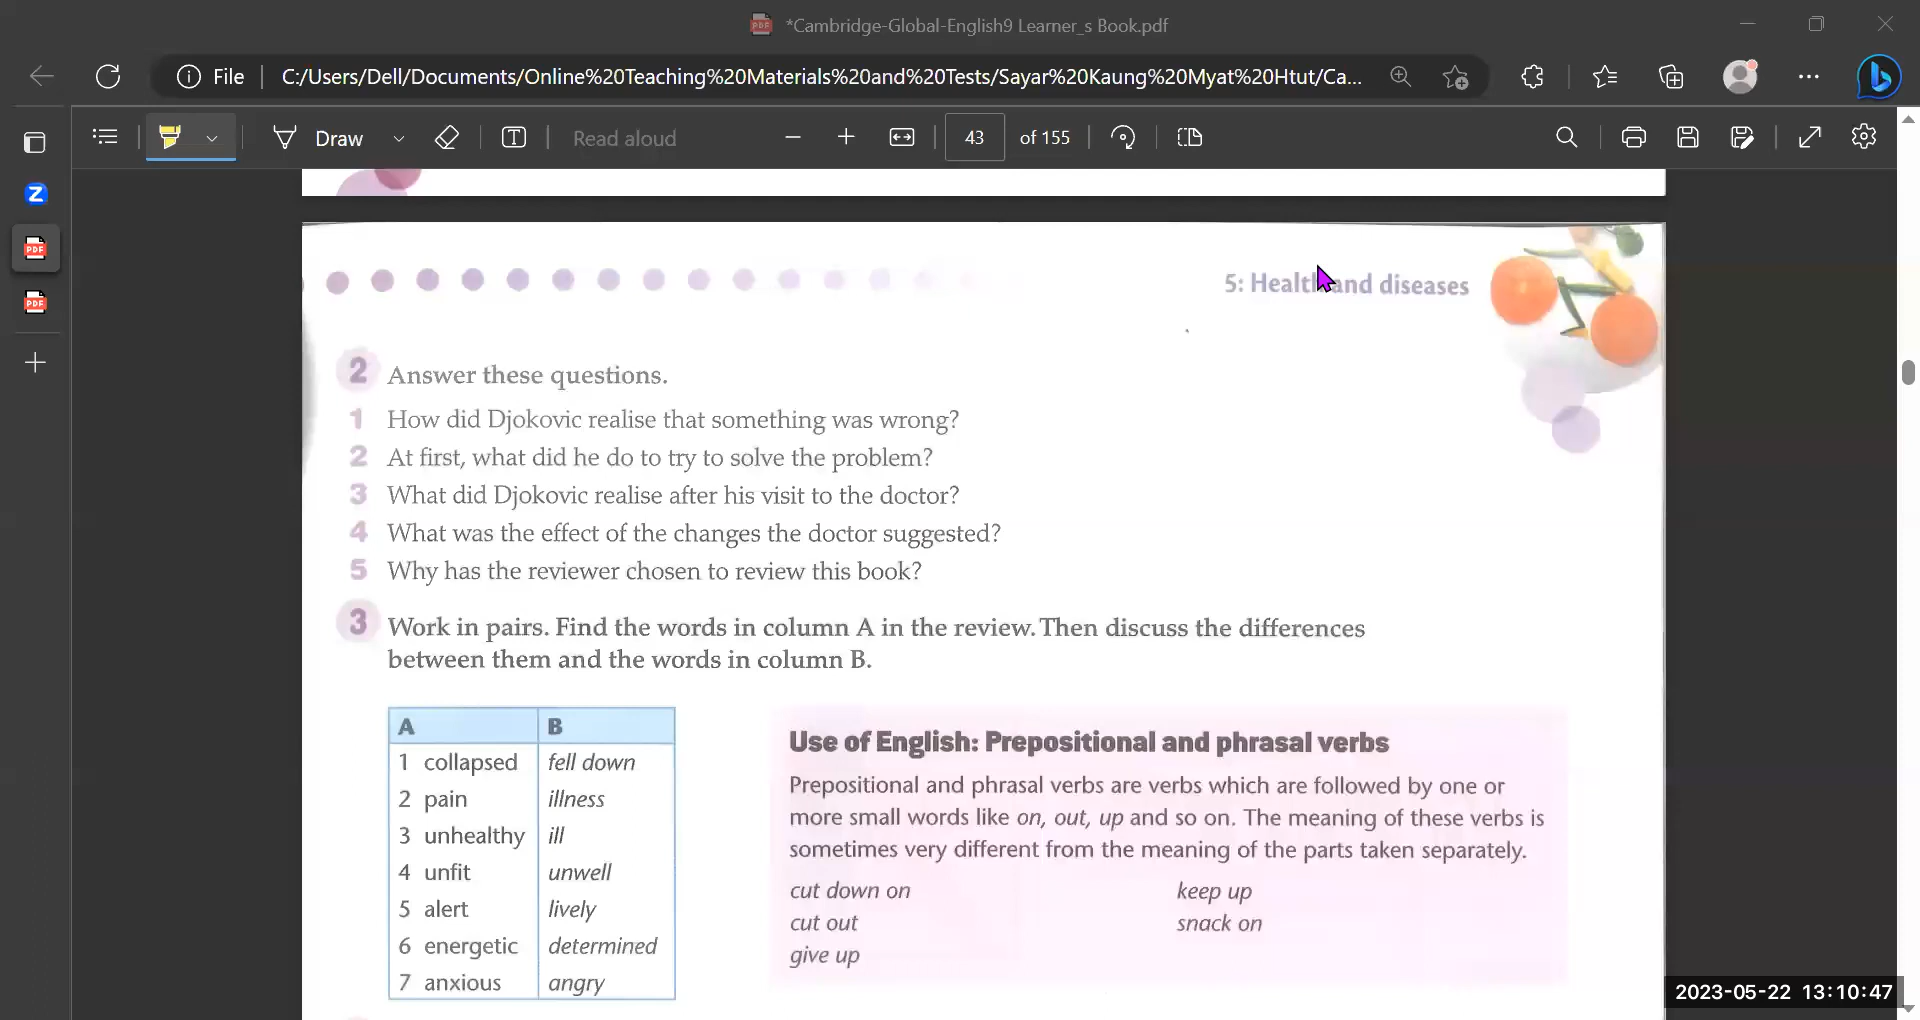 *Cambridge-Global-English9 Learner_s Book.pdf
File C:/Users/Dell/Documents/Online%20Teaching%20Materials%20and%20Tests/Sayar%20Kaung%20Myat%20Htut/Ca...
Draw Read aloud 43 of 155
5: Health and diseases
2 Answer these questions.
1 How did Djokovic realise that something was wrong?
2 At first, what did he do to try to solve the problem?
3 What did Djokovic realise after his visit to the doctor?
4 What was the effect of the changes the doctor suggested?
5 Why has the reviewer chosen to review this book?
3 Work in pairs. Find the words in column A in the review. Then discuss the differences
between them and the words in column B.
A B
1 collapsed fell down
2 pain illness
3 unhealthy ill
4 unfit unwell
5 alert lively
6 energetic determined
7 anxious angry
Use of English: Prepositional and phrasal verbs
Prepositional and phrasal verbs are verbs which are followed by one or
more small words like on, out, up and so on. The meaning of these verbs is
sometimes very different from the meaning of the parts taken separately.
cut down on keep up
cut out snack on
give up
2023-05-22 13:10:47